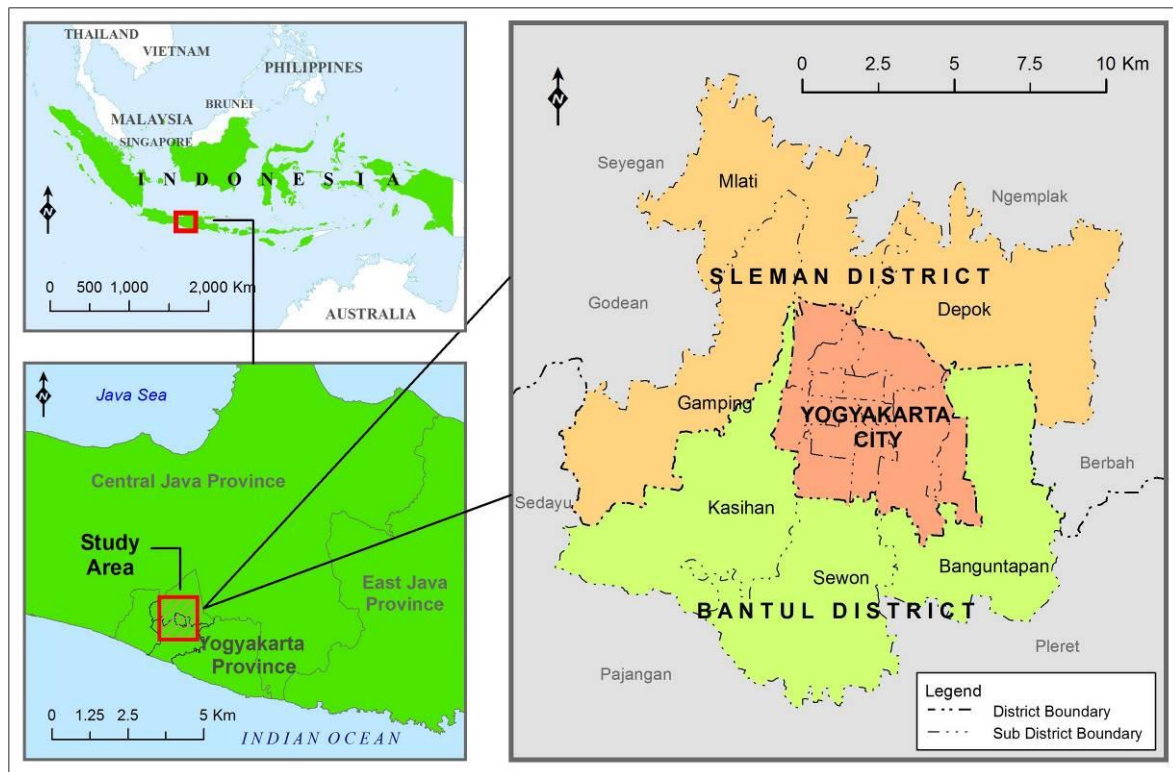 THAILAND
VIETNAM
PHILIPPINES
BRUNEI
MALAYSIA
SINGAPORE
INDONESIA
N
0 500 1,000 2,000 Km
AUSTRALIA
N
Java Sea
Central Java Province
Study
Area
East Java
Province
Yogyakarta
Province
0 1.25 2.5 5 Km
INDIAN OCEAN
N
0 2.5 5 7.5 10 Km
Seyegan
Mlati
Ngemplak
SLEMAN DISTRICT
Godean
Depok
Gamping
YOGYAKARTA
CITY
Berbah
Sedayu
Kasihan
Sewon
Banguntapan
BANTUL DISTRICT
Pleret
Pajangan
Legend
District Boundary
Sub District Boundary